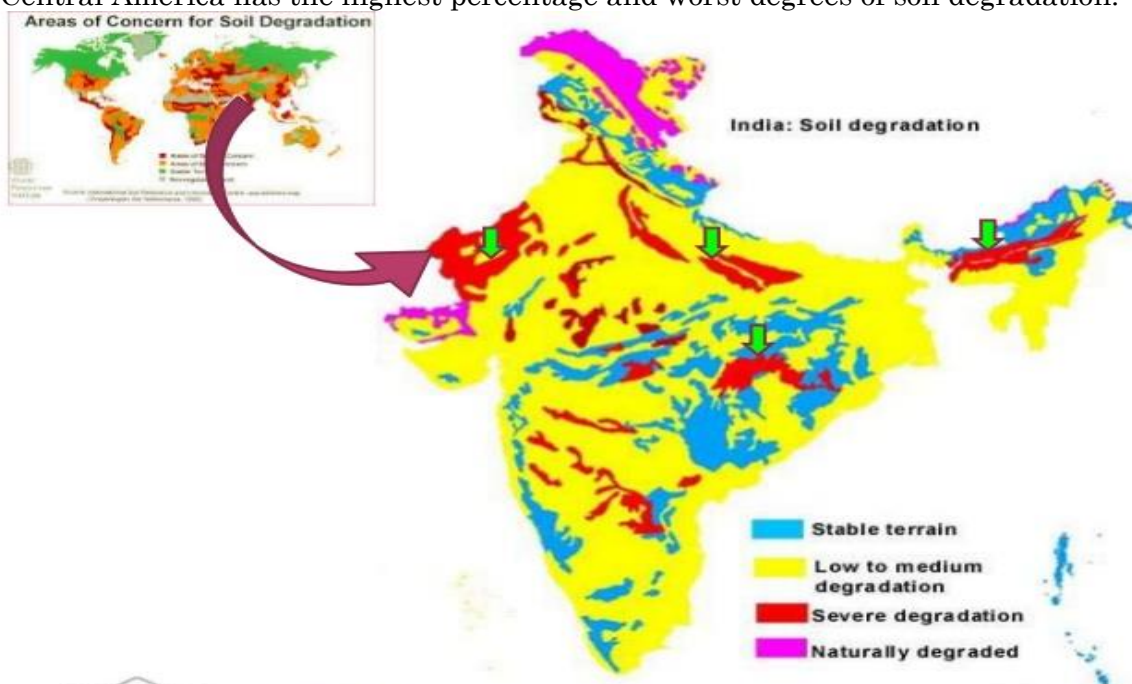 Central America has the highest percentage and worst degrees of soil degradation.
Areas of Concern for Soil Degradation
India: Soil degradation
Stable terrain
Low to medium
degradation
Severe degradation
Naturally degraded